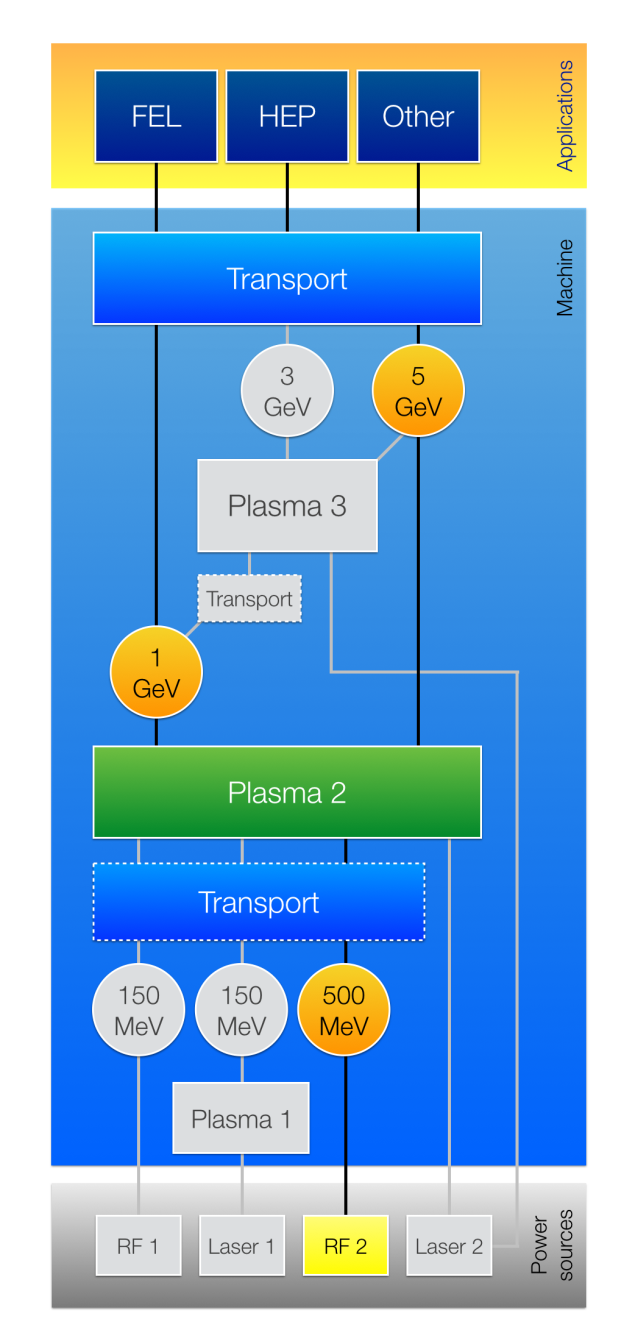 FEL
HEP
Other
Applications
Machine
Transport
3
GeV
5
GeV
Plasma 3
Transport
1
GeV
Plasma 2
Transport
150
MeV
150
MeV
500
MeV
Plasma 1
RF 1
Laser 1
RF 2
Laser 2
Power
sources